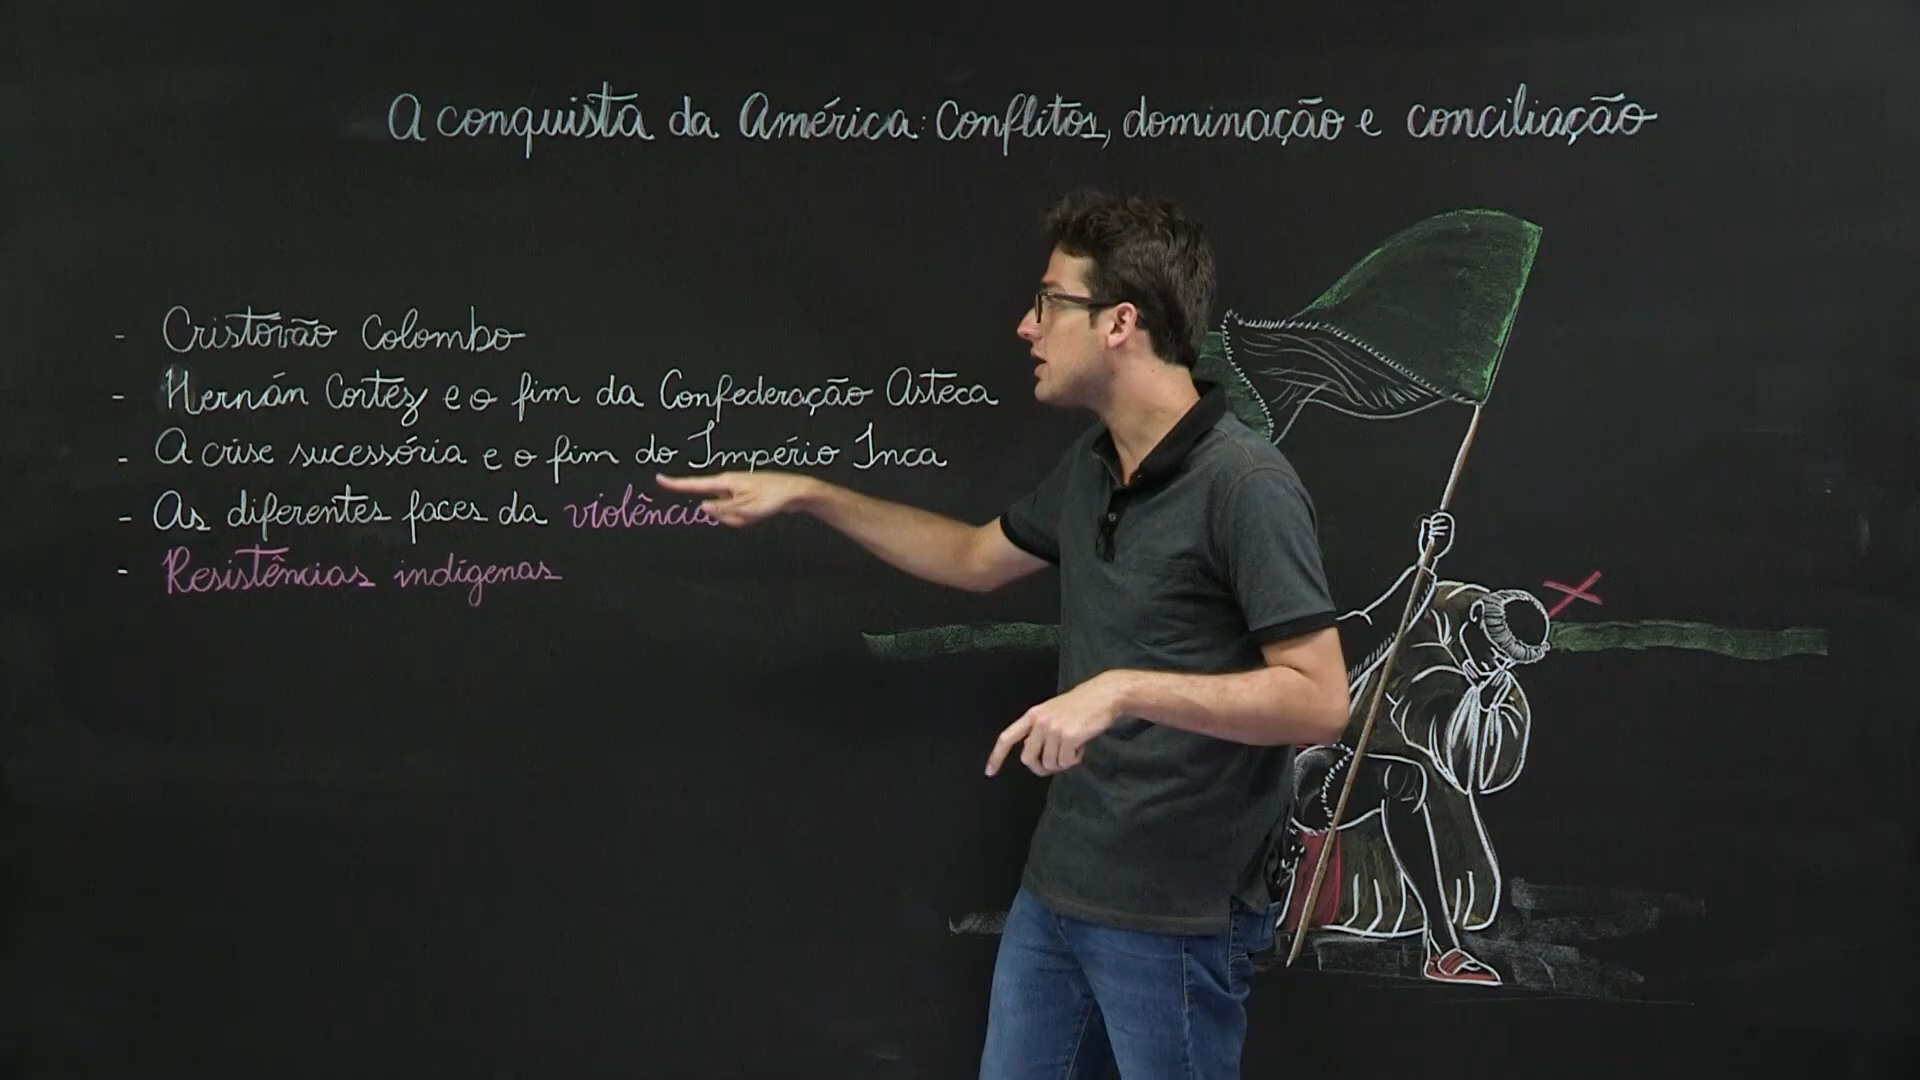 A conquista da América: Conflitos, dominação e conciliação
- Cristovão Colombo
- Hernán Cortez e o fim da Confederação Asteca
- A crise sucessória e o fim do Império Inca
- As diferentes faces da violência
- Resistências indígenas